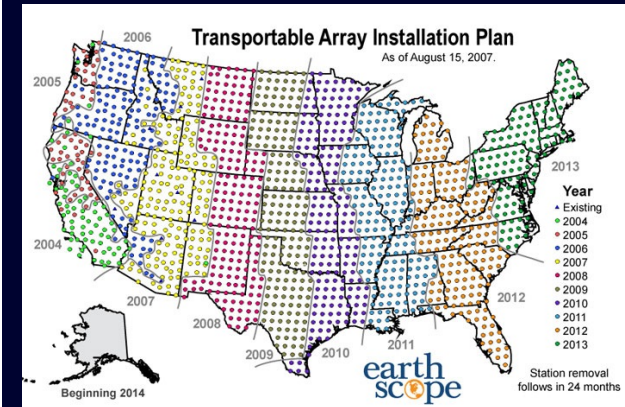 Transportable Array Installation Plan
As of August 15, 2007.
2006
2005
2004
2007
2008
2009
2010
2011
2012
2013
Year
Existing
2004
2005
2006
2007
2008
2009
2010
2011
2012
2013
Beginning 2014
earth
scope
Station removal
follows in 24 months